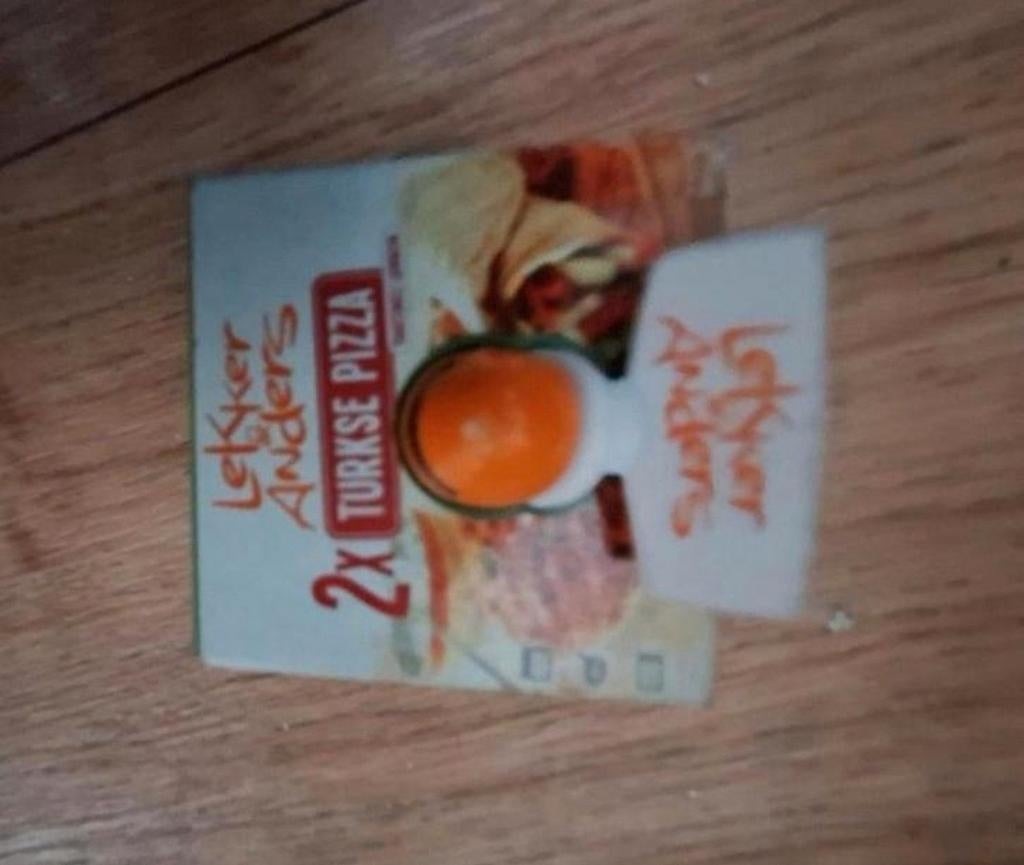 Lekker
&
Anders
2X TURKSE PIZZA
Lekker
Anders